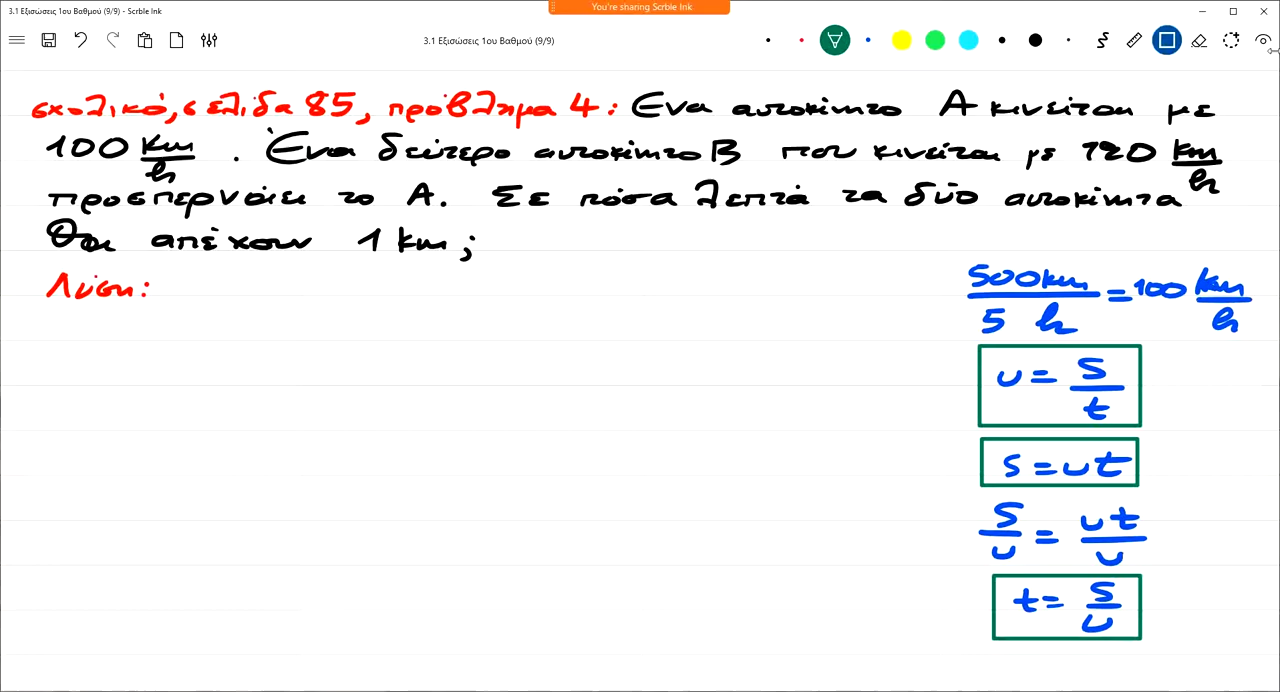 3.1 Εξισώσεις 1ου Βαθμού (9/9) - Scrble Ink
You're sharing Scrble Ink
3.1 Εξισώσεις 1ου Βαθμού (9/9)
σχολικό, σελίδα 85, πρόβλημα 4: Ένα αυτοκίνητο Α κινείται με
100 km/h. Ένα δεύτερο αυτοκίνητο Β που κινείται με 120 km/h
προσπερνάει το Α. Σε πόσα λεπτά τα δύο αυτοκίνητα
θα απέχουν 1 km;
Λύση:
500km/5 h = 100 km/h
υ = s/t
s = υt
s/υ = υt/υ
t = s/υ